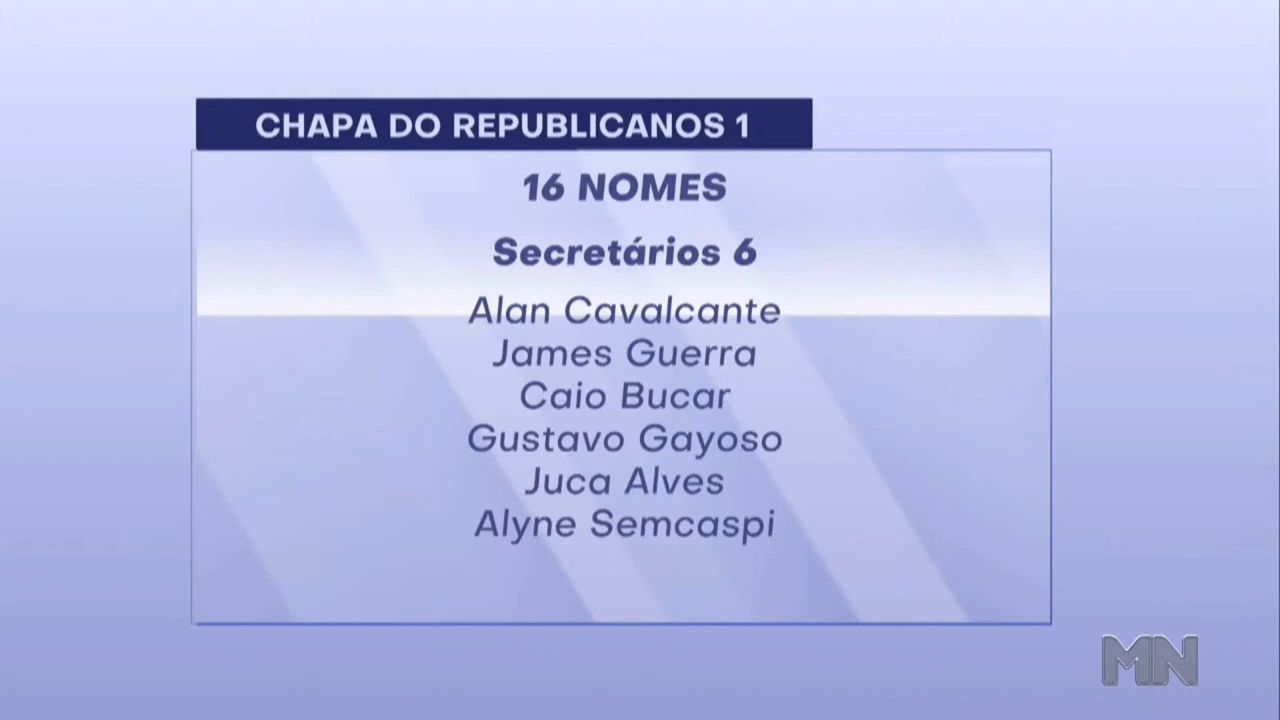 CHAPA DO REPUBLICANOS 1
16 NOMES
Secretários 6
Alan Cavalcante
James Guerra
Caio Bucar
Gustavo Gayoso
Juca Alves
Alyne Semcaspi
MN